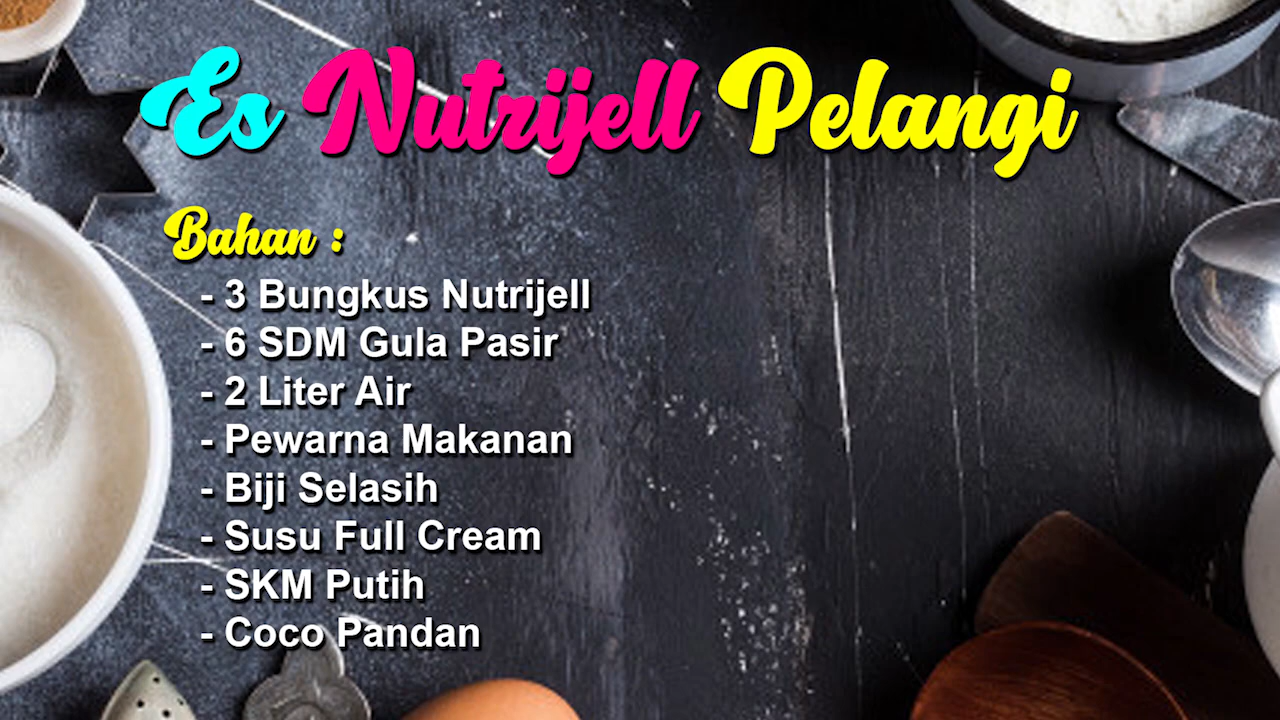 Es Nutrijell Pelangi
Bahan :
- 3 Bungkus Nutrijell
- 6 SDM Gula Pasir
- 2 Liter Air
- Pewarna Makanan
- Biji Selasih
- Susu Full Cream
- SKM Putih
- Coco Pandan